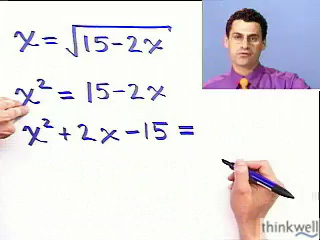 x = √(15-2x)
x² = 15-2x
x² + 2x - 15 =
thinkwell